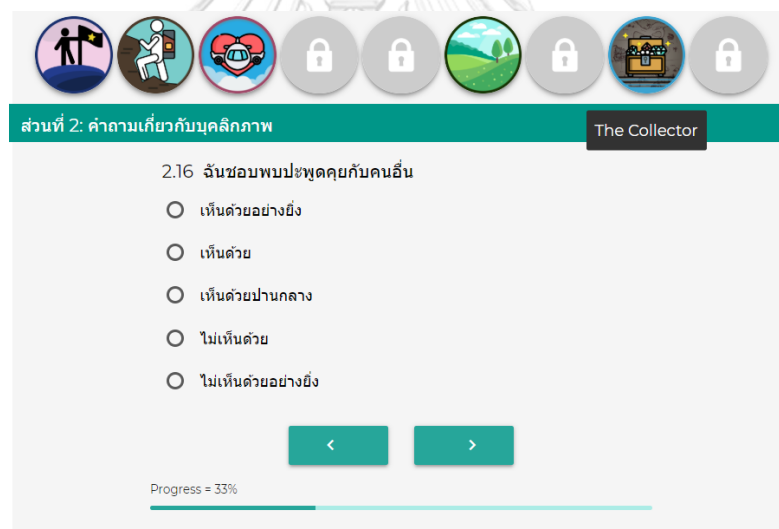 ส่วนที่ 2: คำถามเกี่ยวกับบุคลิกภาพ
The Collector
2.16 ฉันชอบพบปะพูดคุยกับคนอื่น
เห็นด้วยอย่างยิ่ง
เห็นด้วย
เห็นด้วยปานกลาง
ไม่เห็นด้วย
ไม่เห็นด้วยอย่างยิ่ง
Progress = 33%